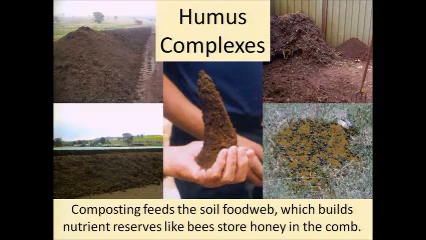 Humus
Complexes
Composting feeds the soil foodweb, which builds
nutrient reserves like bees store honey in the comb.